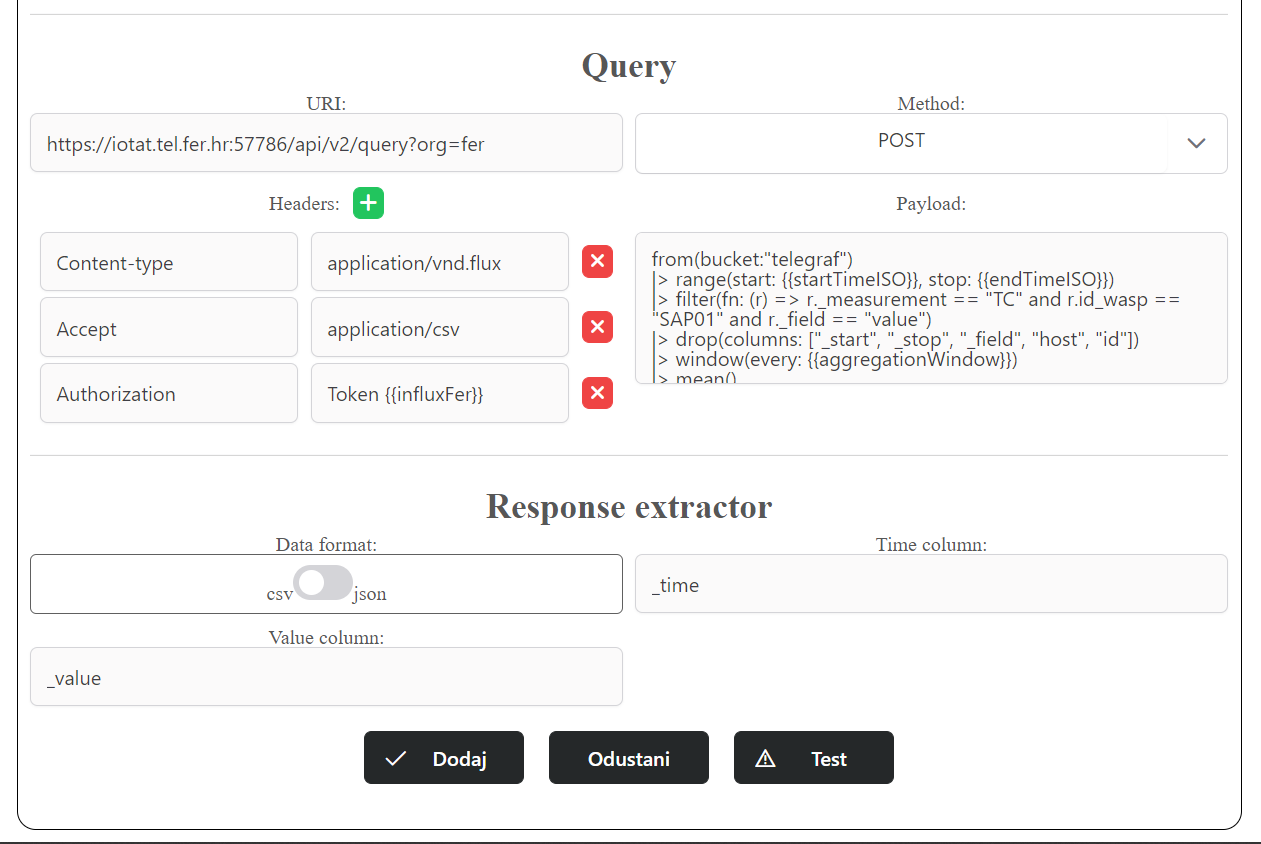 Query
URI:
https://iotat.tel.fer.hr:57786/api/v2/query?org=fer
Method:
POST
Headers:
Content-type
application/vnd.flux
Accept
application/csv
Authorization
Token {{influxFer}}
Payload:
from(bucket:"telegraf")
|> range(start: {{startTimeISO}}, stop: {{endTimeISO}})
|> filter(fn: (r) => r._measurement == "TC" and r.id_wasp ==
"SAP01" and r._field == "value")
|> drop(columns: ["_start", "_stop", "_field", "host", "id"])
|> window(every: {{aggregationWindow}})
|> mean()
Response extractor
Data format:
csv json
Time column:
_time
Value column:
_value
Dodaj
Odustani
Test